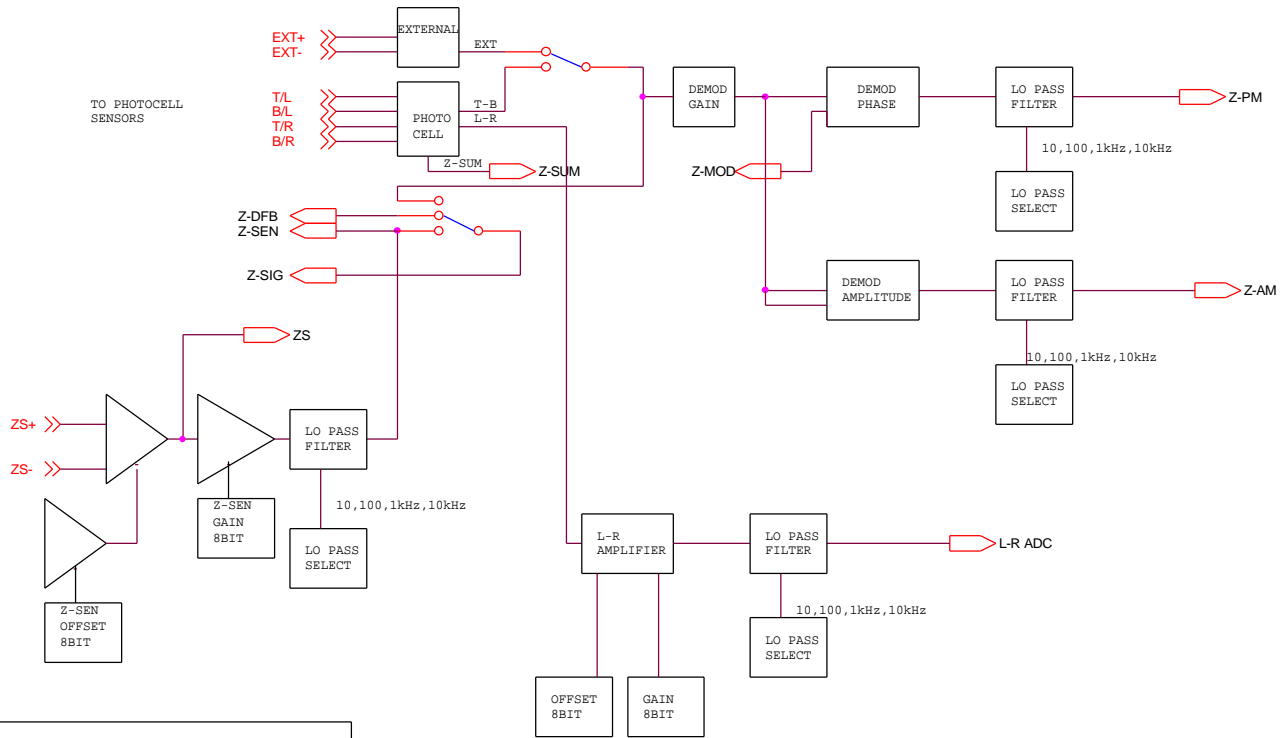 EXT+
EXT-
EXTERNAL
EXT
TO PHOTOCELL
SENSORS
T/L
B/L
T/R
B/R
PHOTO
CELL
T-B
L-R
Z-SUM
Z-SUM
DEMOD
GAIN
DEMOD
PHASE
LO PASS
FILTER
Z-PM
10,100,1kHz,10kHz
Z-MOD
LO PASS
SELECT
Z-DFB
Z-SEN
Z-SIG
DEMOD
AMPLITUDE
LO PASS
FILTER
Z-AM
10,100,1kHz,10kHz
LO PASS
SELECT
ZS
ZS+
ZS-
LO PASS
FILTER
Z-SEN
GAIN
8BIT
10,100,1kHz,10kHz
LO PASS
SELECT
Z-SEN
OFFSET
8BIT
L-R
AMPLIFIER
LO PASS
FILTER
L-R ADC
10,100,1kHz,10kHz
LO PASS
SELECT
OFFSET
8BIT
GAIN
8BIT